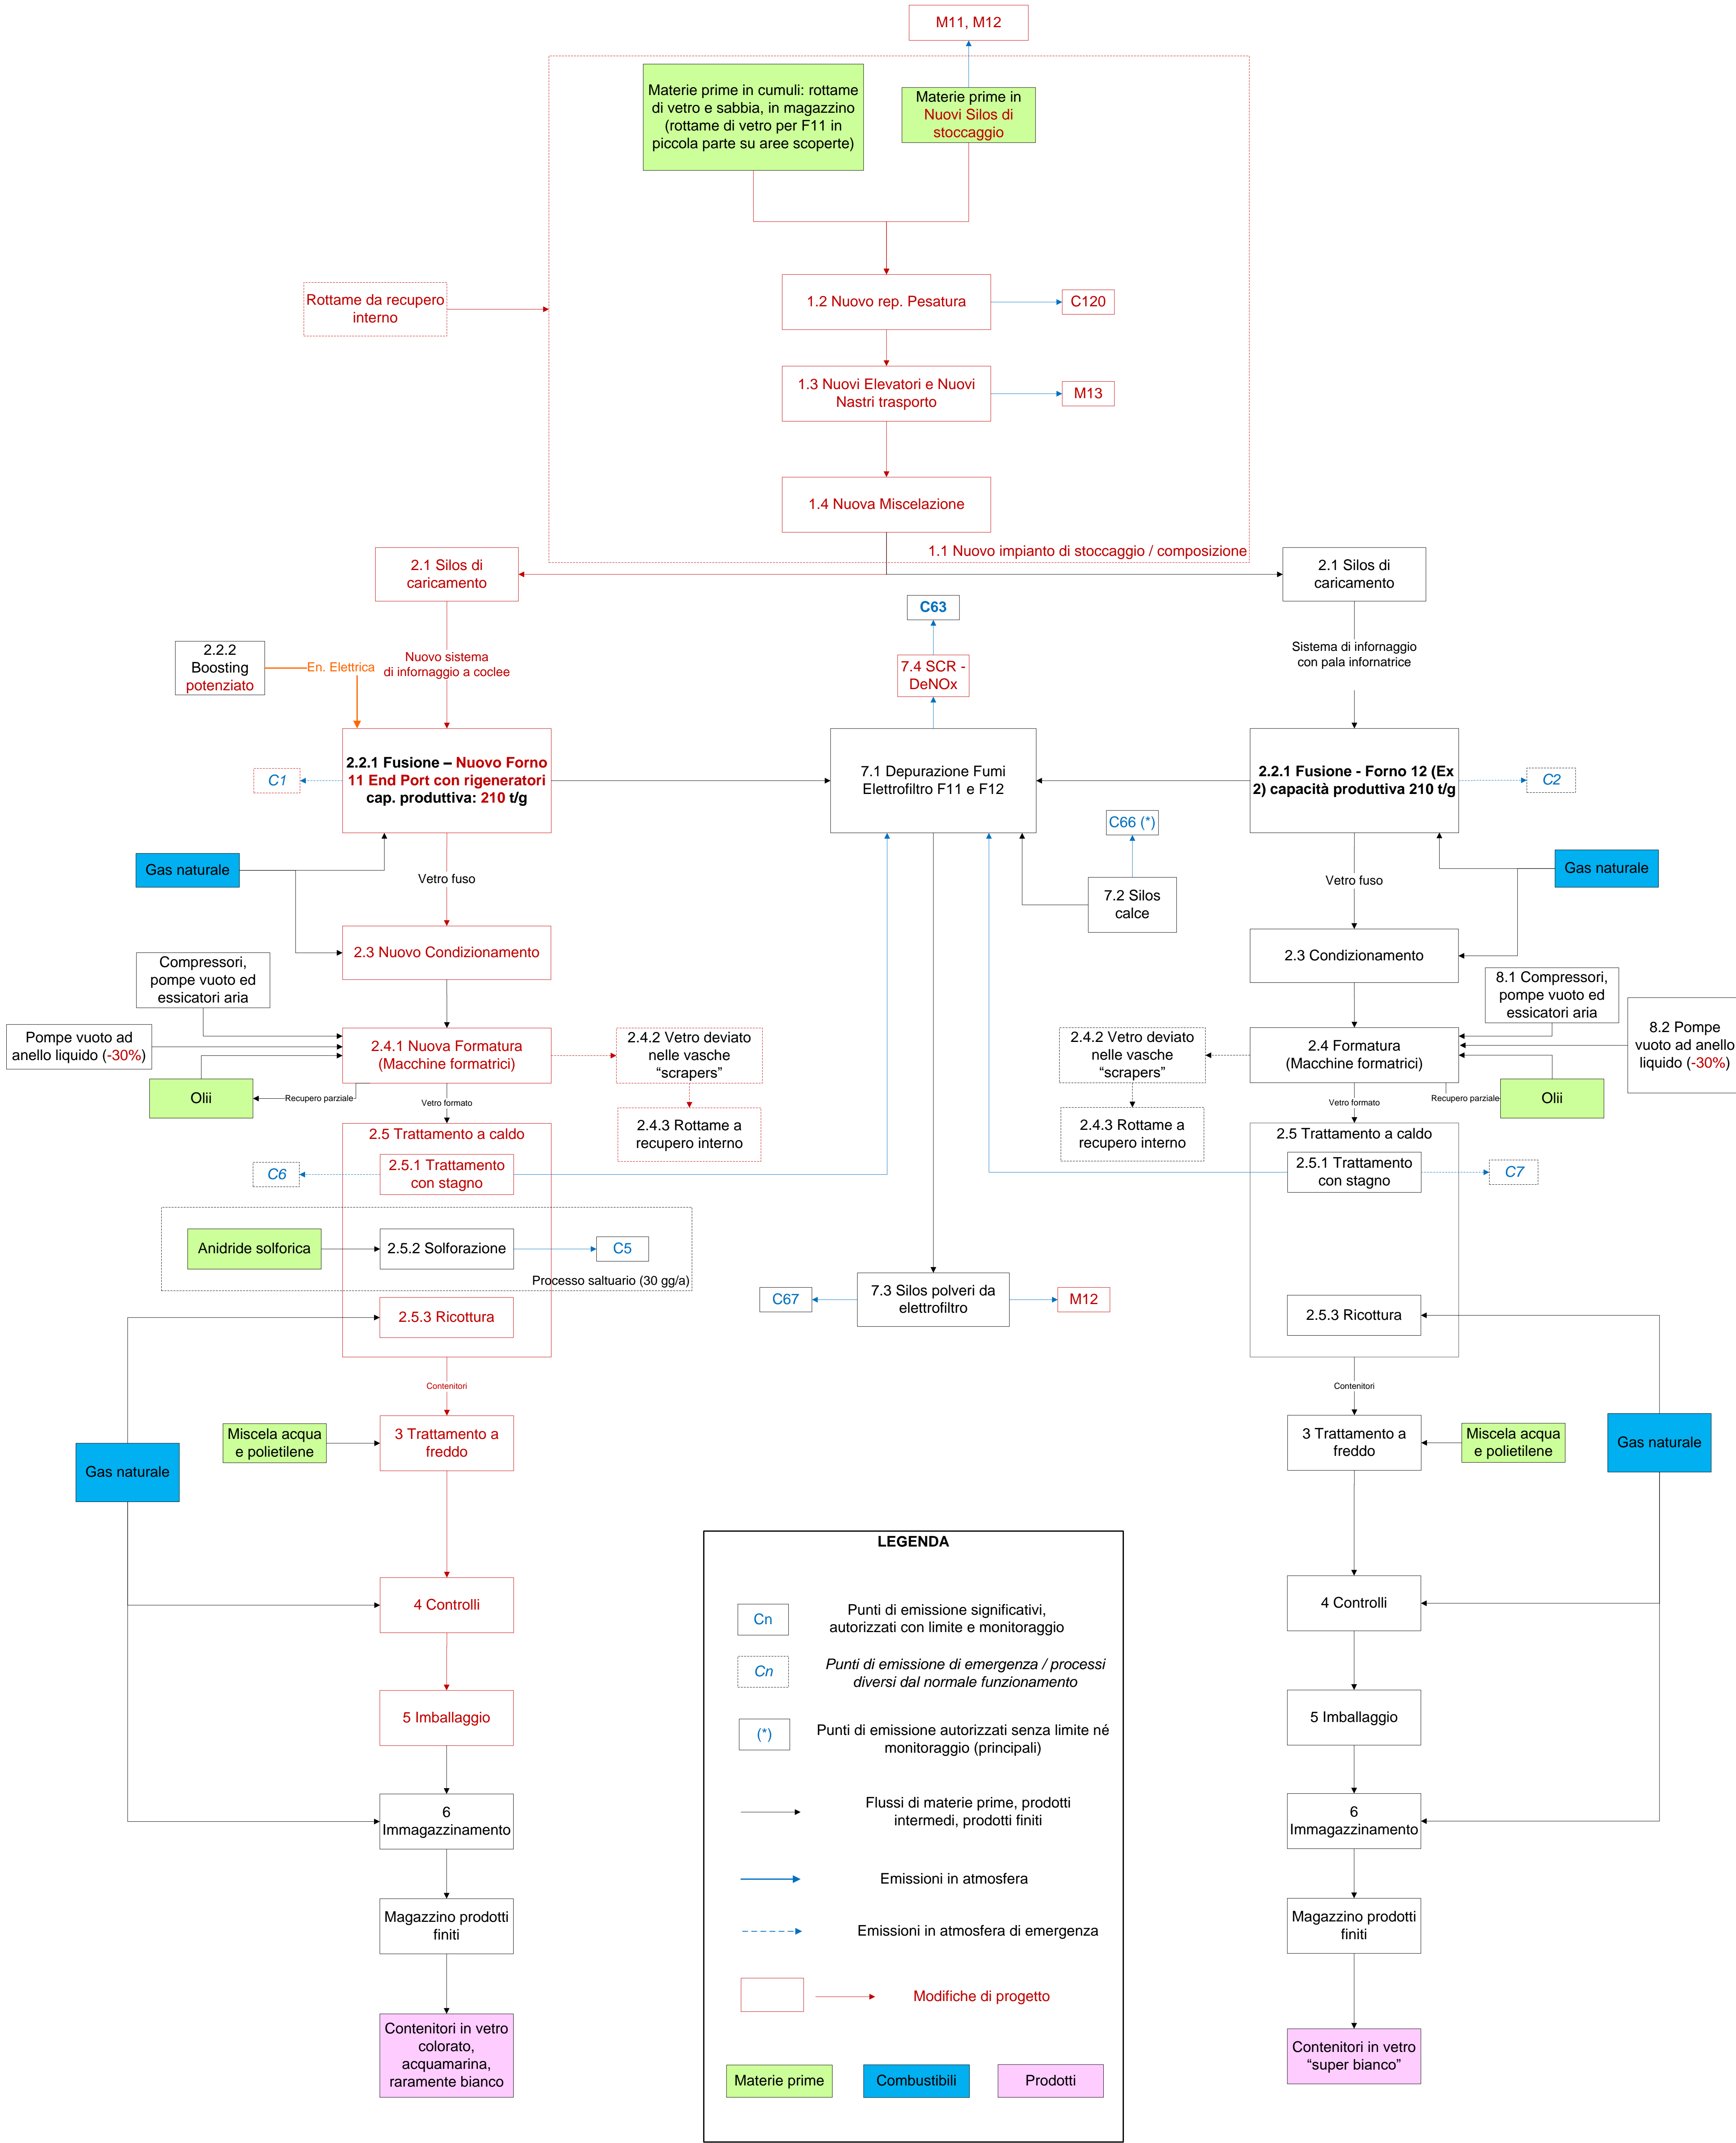 M11, M12
Materie prime in cumuli: rottame
di vetro e sabbia, in magazzino
(rottame di vetro per F11 in
piccola parte su aree scoperte)
Materie prime in
Nuovi Silos di
stoccaggio
Rottame da recupero
interno
1.2 Nuovo rep. Pesatura
C120
1.3 Nuovi Elevatori e Nuovi
Nastri trasporto
M13
1.4 Nuova Miscelazione
1.1 Nuovo impianto di stoccaggio / composizione
2.1 Silos di
caricamento
2.1 Silos di
caricamento
C63
2.2.2
Boosting
potenziato
En. Elettrica
Nuovo sistema
di infornaggio a coclee
7.4 SCR -
DeNOx
Sistema di infornaggio
con pala infornatrice
C1
2.2.1 Fusione – Nuovo Forno
11 End Port con rigeneratori
cap. produttiva: 210 t/g
7.1 Depurazione Fumi
Elettrofiltro F11 e F12
2.2.1 Fusione - Forno 12 (Ex
2) capacità produttiva 210 t/g
C2
C66 (*)
Gas naturale
Vetro fuso
7.2 Silos
calce
Vetro fuso
Gas naturale
2.3 Nuovo Condizionamento
2.3 Condizionamento
Compressori,
pompe vuoto ed
essicatori aria
8.1 Compressori,
pompe vuoto ed
essicatori aria
Pompe vuoto ad
anello liquido (-30%)
2.4.1 Nuova Formatura
(Macchine formatrici)
2.4.2 Vetro deviato
nelle vasche
“scrapers”
2.4.2 Vetro deviato
nelle vasche
“scrapers”
2.4 Formatura
(Macchine formatrici)
8.2 Pompe
vuoto ad anello
liquido (-30%)
Olii
Recupero parziale
Vetro formato
2.4.3 Rottame a
recupero interno
2.4.3 Rottame a
recupero interno
Vetro formato
Recupero parziale
Olii
2.5 Trattamento a caldo
2.5 Trattamento a caldo
C6
2.5.1 Trattamento
con stagno
2.5.1 Trattamento
con stagno
C7
Anidride solforica
2.5.2 Solforazione
C5
Processo saltuario (30 gg/a)
C67
7.3 Silos polveri da
elettrofiltro
M12
2.5.3 Ricottura
2.5.3 Ricottura
Contenitori
Contenitori
Gas naturale
Miscela acqua
e polietilene
3 Trattamento a
freddo
3 Trattamento a
freddo
Miscela acqua
e polietilene
Gas naturale
4 Controlli
4 Controlli
5 Imballaggio
5 Imballaggio
6
Immagazzinamento
6
Immagazzinamento
Magazzino prodotti
finiti
Magazzino prodotti
finiti
Contenitori in vetro
colorato,
acquamarina,
raramente bianco
Contenitori in vetro
“super bianco”
LEGENDA
Cn
Punti di emissione significativi,
autorizzati con limite e monitoraggio
Cn
Punti di emissione di emergenza / processi
diversi dal normale funzionamento
(*)
Punti di emissione autorizzati senza limite né
monitoraggio (principali)
Flussi di materie prime, prodotti
intermedi, prodotti finiti
Emissioni in atmosfera
Emissioni in atmosfera di emergenza
Modifiche di progetto
Materie prime
Combustibili
Prodotti